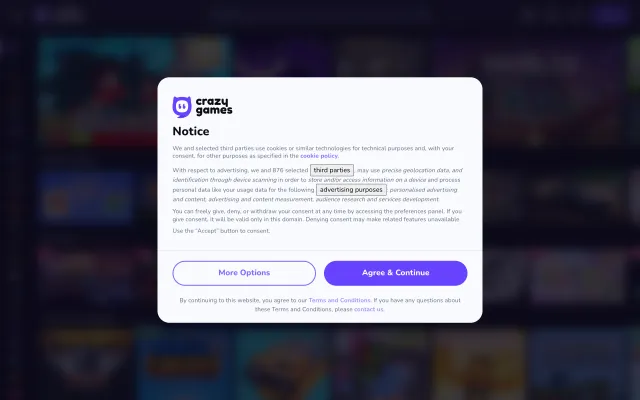 crazy
games
Notice
We and selected third parties use cookies or similar technologies for technical purposes and, with your
consent, for other purposes as specified in the cookie policy.
With respect to advertising, we and 876 selected third parties, may use precise geolocation data, and
identification through device scanning in order to store and/or access information on a device and process
personal data like your usage data for the following advertising purposes: personalised advertising
and content, advertising and content measurement, audience research and services development.
You can freely give, deny, or withdraw your consent at any time by accessing the preferences panel. If you
give consent, it will be valid only in this domain. Denying consent may make related features unavailable.
Use the “Accept” button to consent.
More Options
Agree & Continue
By continuing to this website, you agree to our Terms and Conditions. If you have any questions about
these Terms and Conditions, please contact us.